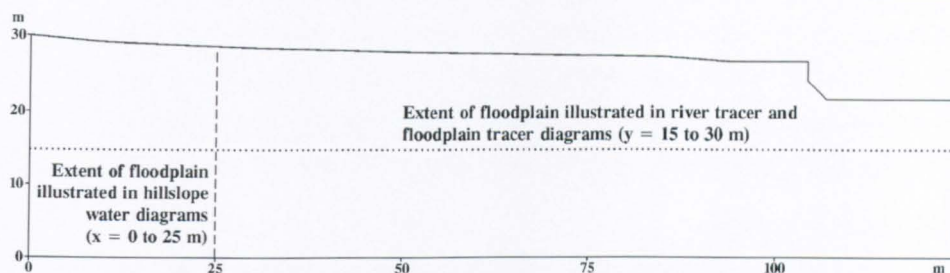 m
30
20
Extent of floodplain illustrated in river tracer and
floodplain tracer diagrams (y = 15 to 30 m)
Extent of floodplain
10
illustrated in hillslope
water diagrams
(x = 0 to 25 m)
0
0 25 50 75 100 m